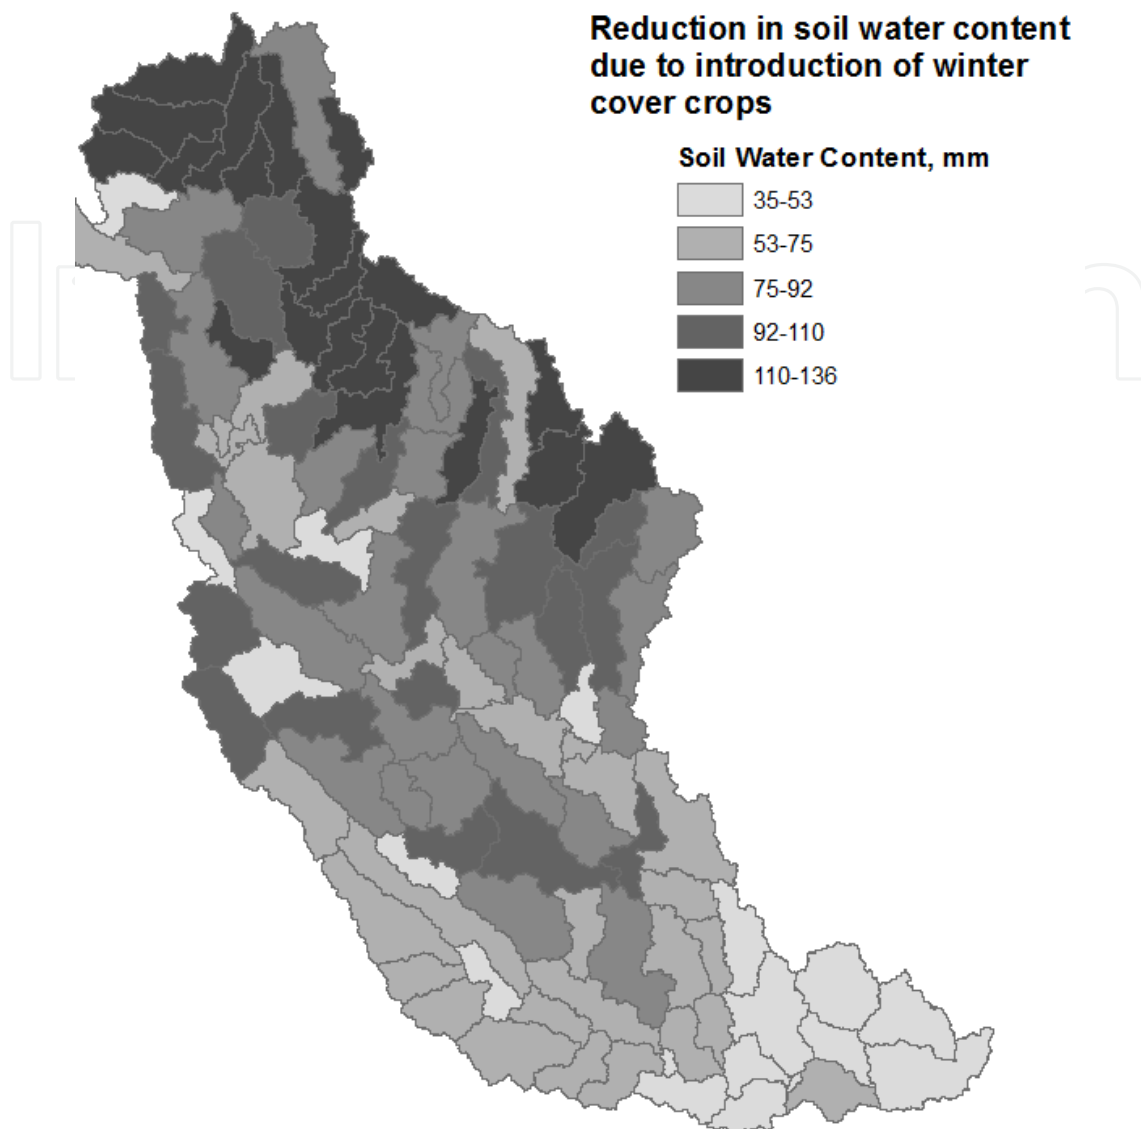 Reduction in soil water content
due to introduction of winter
cover crops
Soil Water Content, mm
35-53
53-75
75-92
92-110
110-136